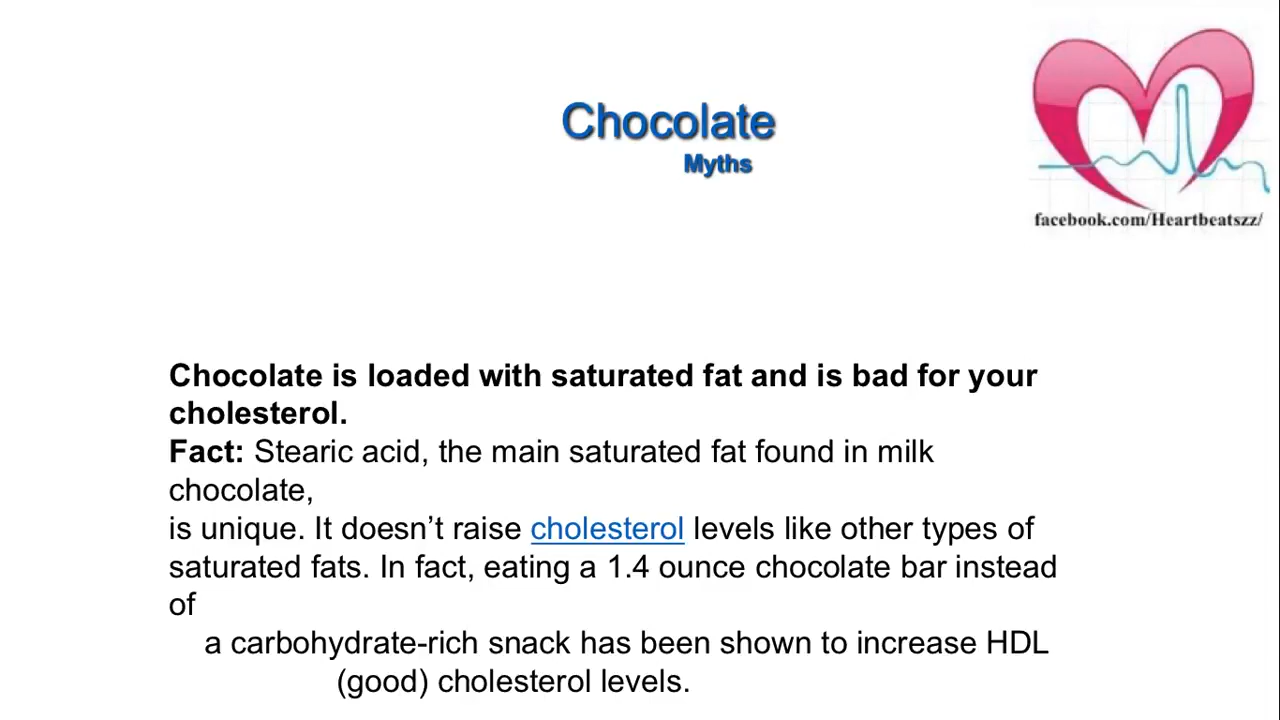 Chocolate
Myths
facebook.com/Heartbeatszz/
Chocolate is loaded with saturated fat and is bad for your
cholesterol.
Fact: Stearic acid, the main saturated fat found in milk
chocolate,
is unique. It doesn’t raise cholesterol levels like other types of
saturated fats. In fact, eating a 1.4 ounce chocolate bar instead
of
a carbohydrate-rich snack has been shown to increase HDL
(good) cholesterol levels.